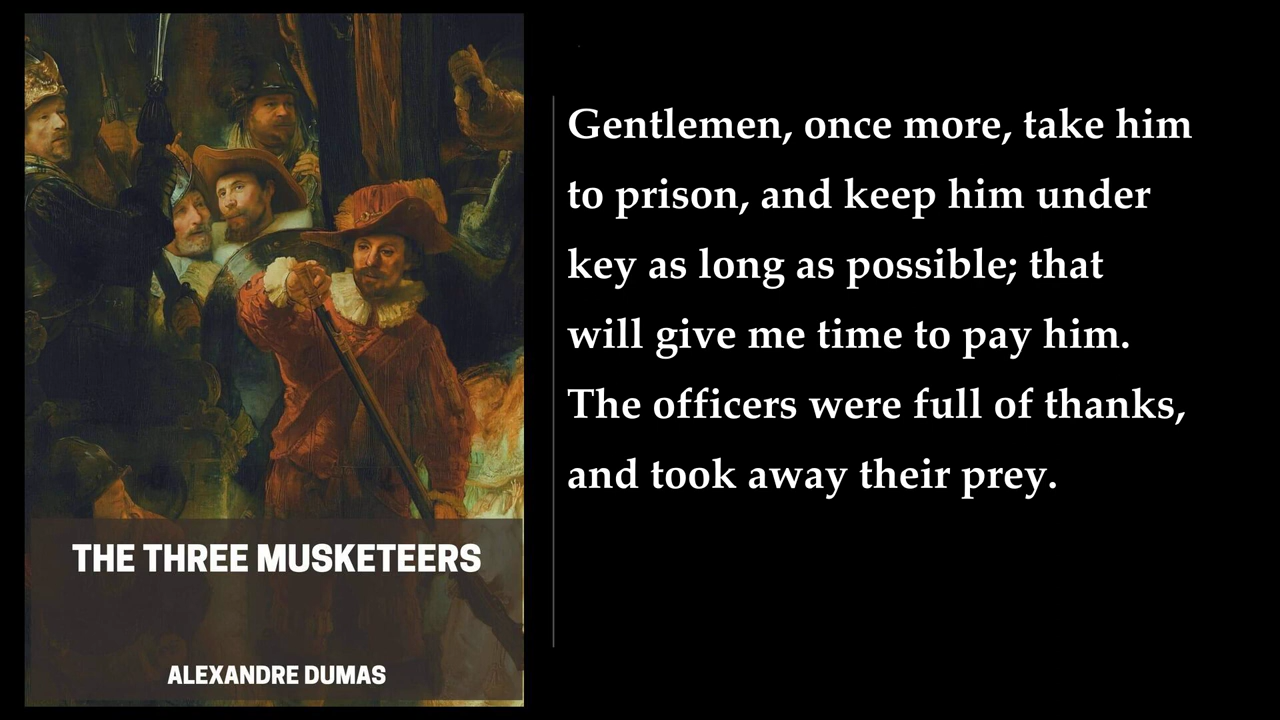 THE THREE MUSKETEERS
ALEXANDRE DUMAS
Gentlemen, once more, take him
to prison, and keep him under
key as long as possible; that
will give me time to pay him.
The officers were full of thanks,
and took away their prey.